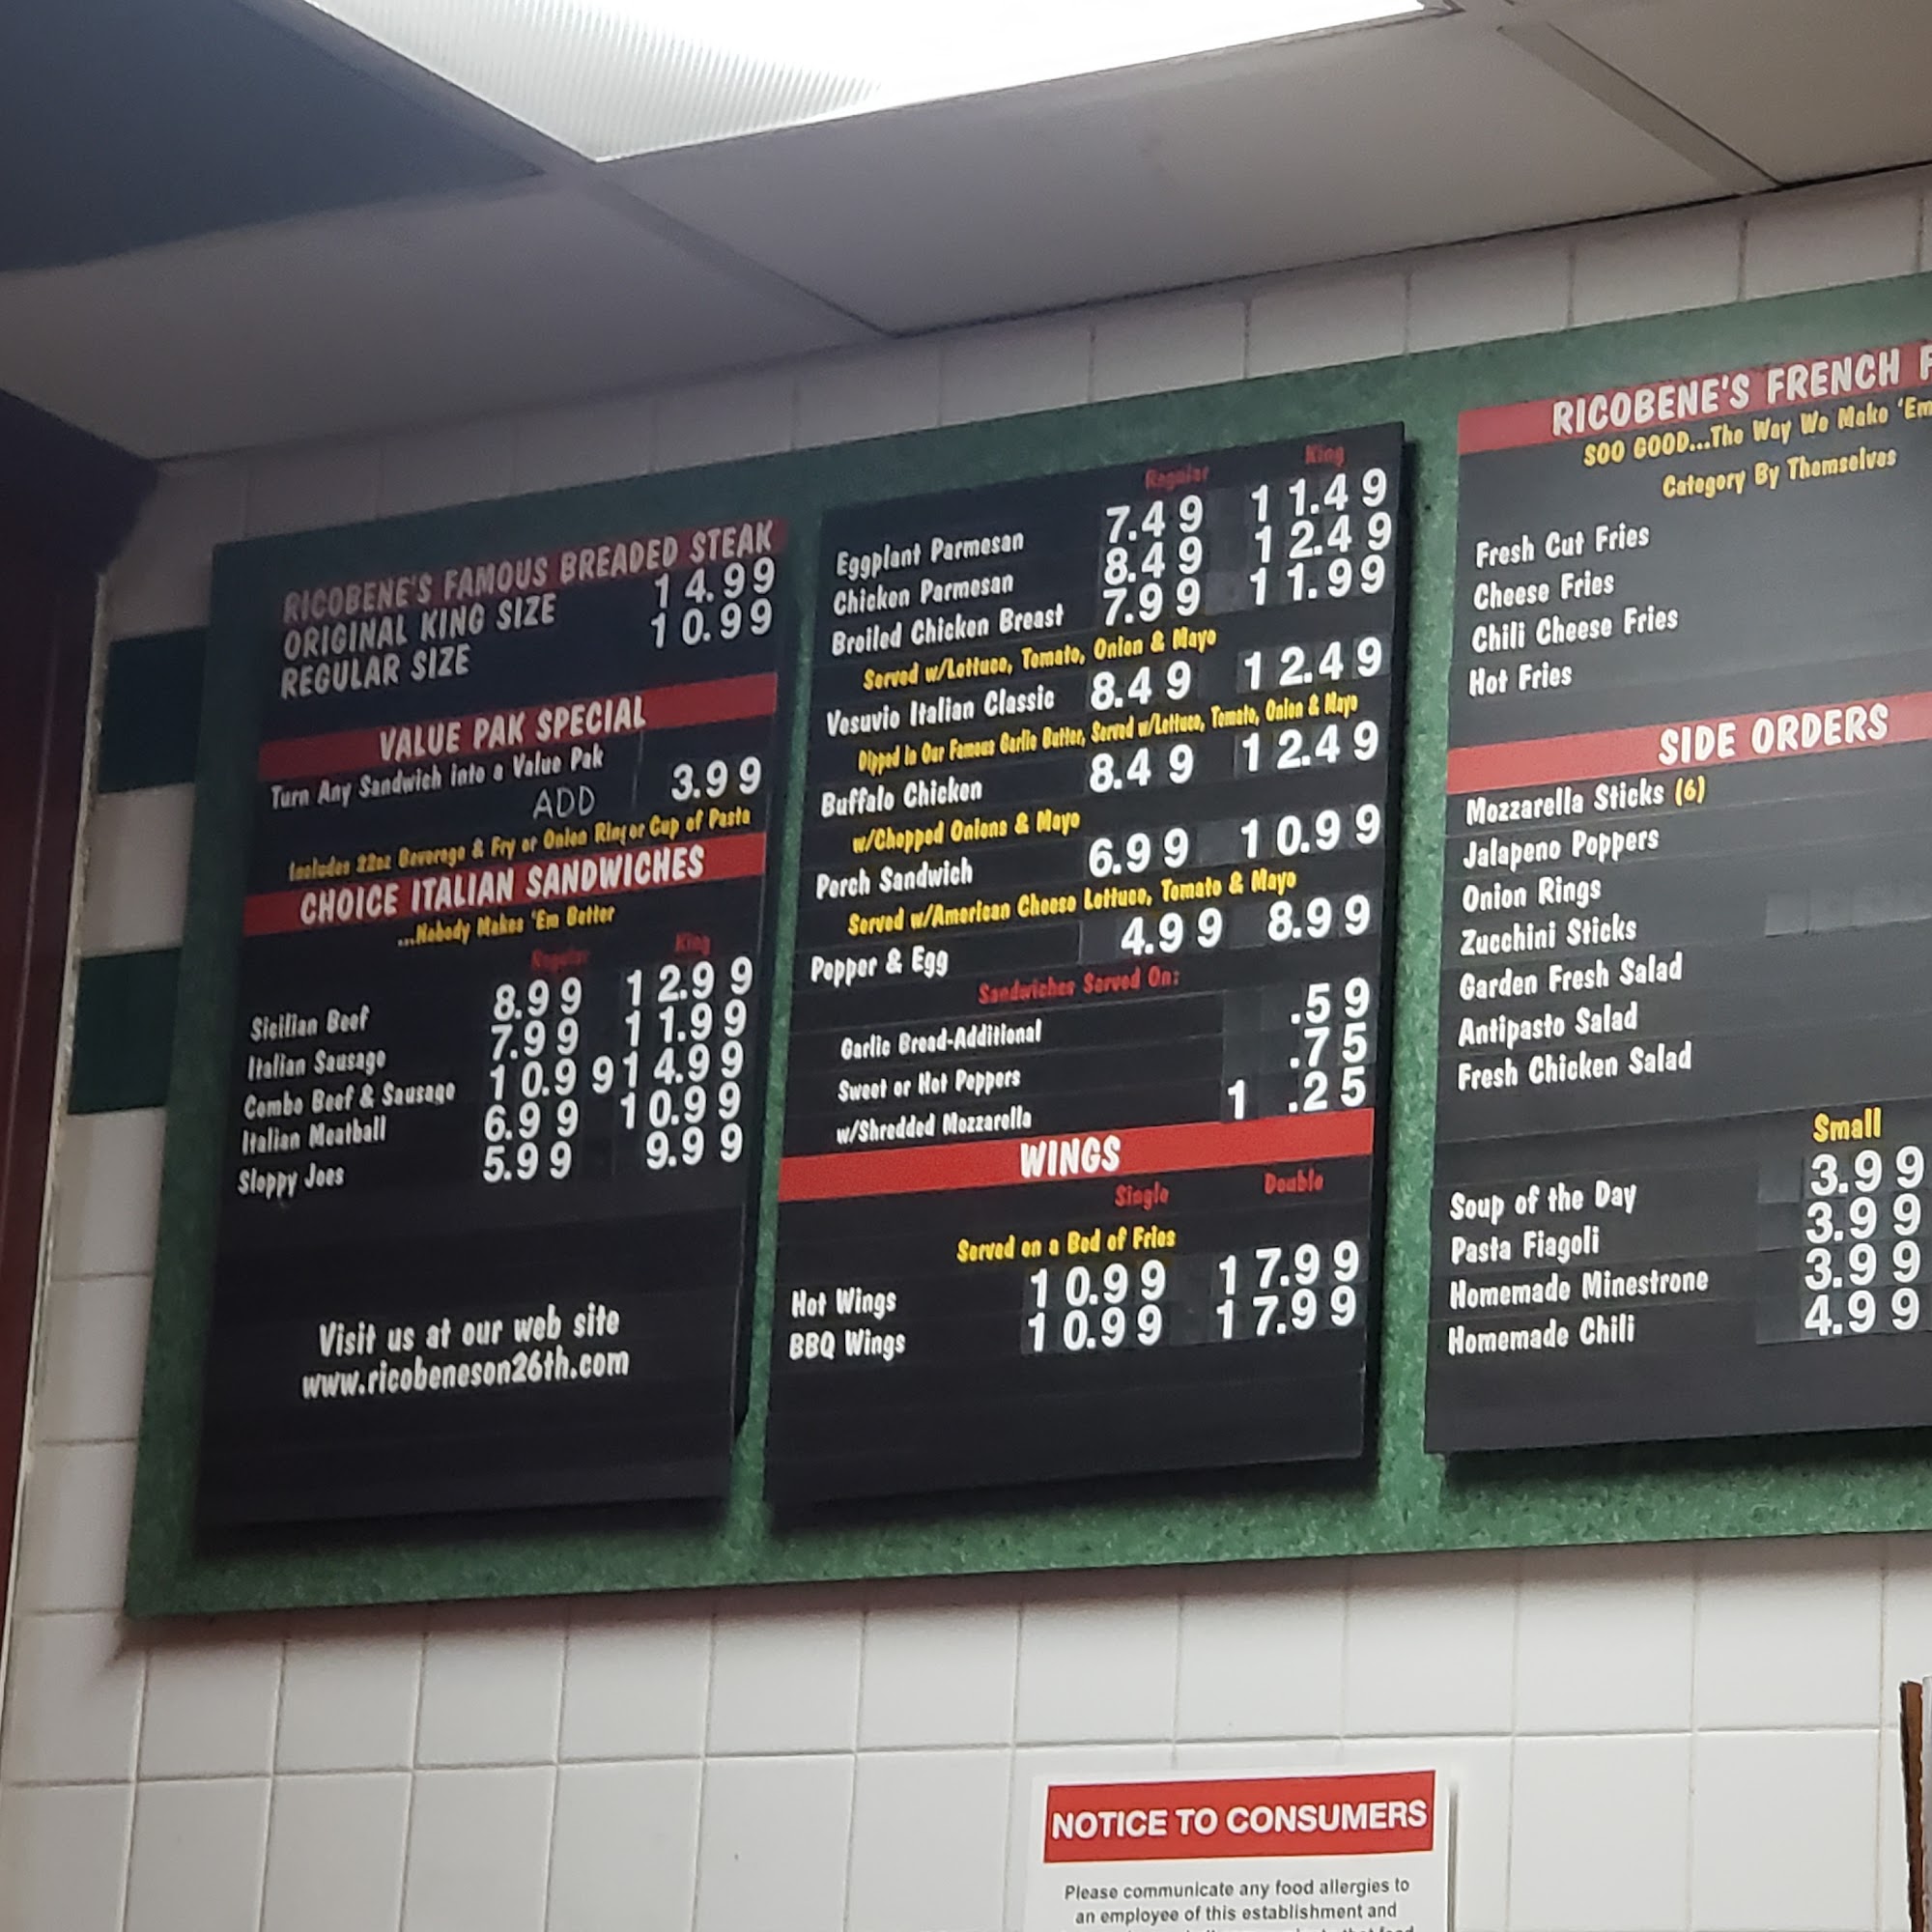 RICOBENE'S FAMOUS BREADED STEAK
ORIGINAL KING SIZE 14.99
REGULAR SIZE 10.99
VALUE PAK SPECIAL
Turn Any Sandwich into a Value Pak
ADD 3.99
Includes 22oz Beverage & Fry or Onion Ring or Cup of Pasta
CHOICE ITALIAN SANDWICHES
...Nobody Makes 'Em Better
Regular King
Sicilian Beef 8.99 12.99
Italian Sausage 7.99 11.99
Combo Beef & Sausage 10.99 14.99
Italian Meatball 6.99 10.99
Sloppy Joes 5.99 9.99
Visit us at our web site
www.ricobeneson26th.com
Regular King
Eggplant Parmesan 7.49 11.49
Chicken Parmesan 8.49 12.49
Broiled Chicken Breast 7.99 11.99
Served w/Lettuce, Tomato, Onion & Mayo
Vesuvio Italian Classic 8.49 12.49
Dipped in Our Famous Garlic Butter, Served w/Lettuce, Tomato, Onion & Mayo
Buffalo Chicken 8.49 12.49
w/Chopped Onions & Mayo
Perch Sandwich 6.99 10.99
Served w/American Cheese Lettuce, Tomato & Mayo
Pepper & Egg 4.99 8.99
Sandwiches Served On:
Garlic Bread-Additional .59
Sweet or Hot Peppers .75
w/Shredded Mozzarella 1.25
WINGS
Single Double
Served on a Bed of Fries
Hot Wings 10.99 17.99
BBQ Wings 10.99 17.99
RICOBENE'S FRENCH F
SOO GOOD...The Way We Make 'Em
Category By Themselves
Fresh Cut Fries
Cheese Fries
Chili Cheese Fries
Hot Fries
SIDE ORDERS
Mozzarella Sticks (6)
Jalapeno Poppers
Onion Rings
Zucchini Sticks
Garden Fresh Salad
Antipasto Salad
Fresh Chicken Salad
Small
Soup of the Day 3.99
Pasta Fiagoli 3.99
Homemade Minestrone 3.99
Homemade Chili 4.99
NOTICE TO CONSUMERS
Please communicate any food allergies to
an employee of this establishment and